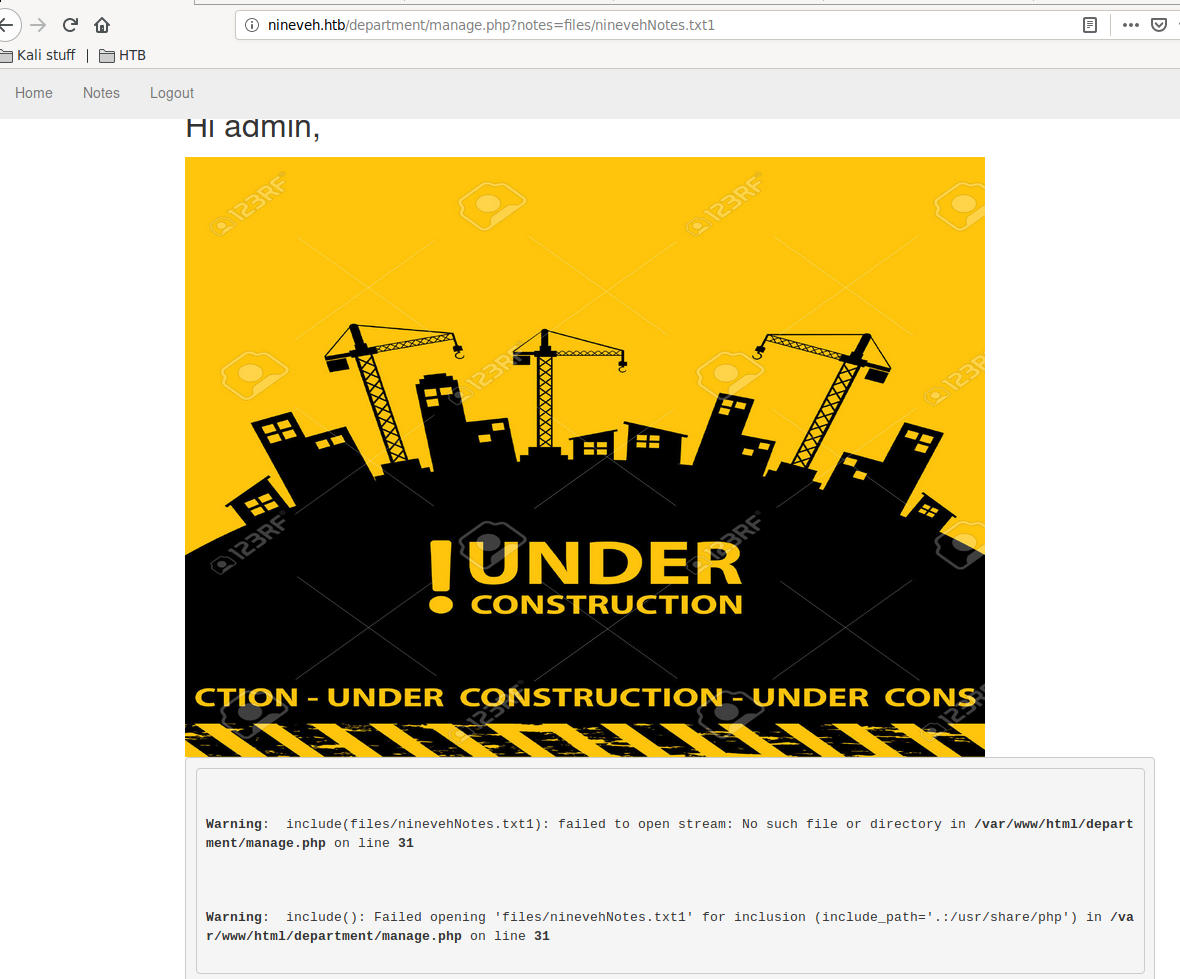 nineveh.htb/department/manage.php?notes=files/ninevehNotes.txt1
Kali stuff | HTB
Home Notes Logout
Hi admin,
123RF 123RF
123RF 123RF
123RF 123RF
! UNDER
CONSTRUCTION
CTION - UNDER CONSTRUCTION - UNDER CONS
123RF 123RF
Warning: include(files/ninevehNotes.txt1): failed to open stream: No such file or directory in /var/www/html/depart
ment/manage.php on line 31
Warning: include(): Failed opening 'files/ninevehNotes.txt1' for inclusion (include_path='.:/usr/share/php') in /va
r/www/html/department/manage.php on line 31